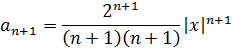 $a_{n+1} = \frac{2^{n+1}}{(n+1)(n+1)}|x|^{n+1}$